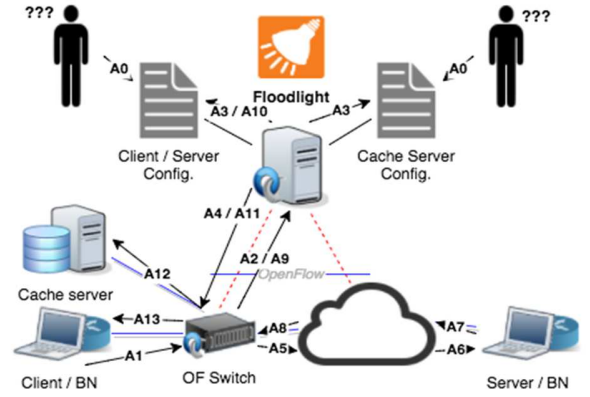 ???
???
A0
A0
Floodlight
A3 / A10
A3
Client / Server
Config.
Cache Server
Config.
A4 / A11
A2 / A9
OpenFlow
A12
Cache server
A13
A8
A7
A1
A5
A6
Client / BN
OF Switch
Server / BN